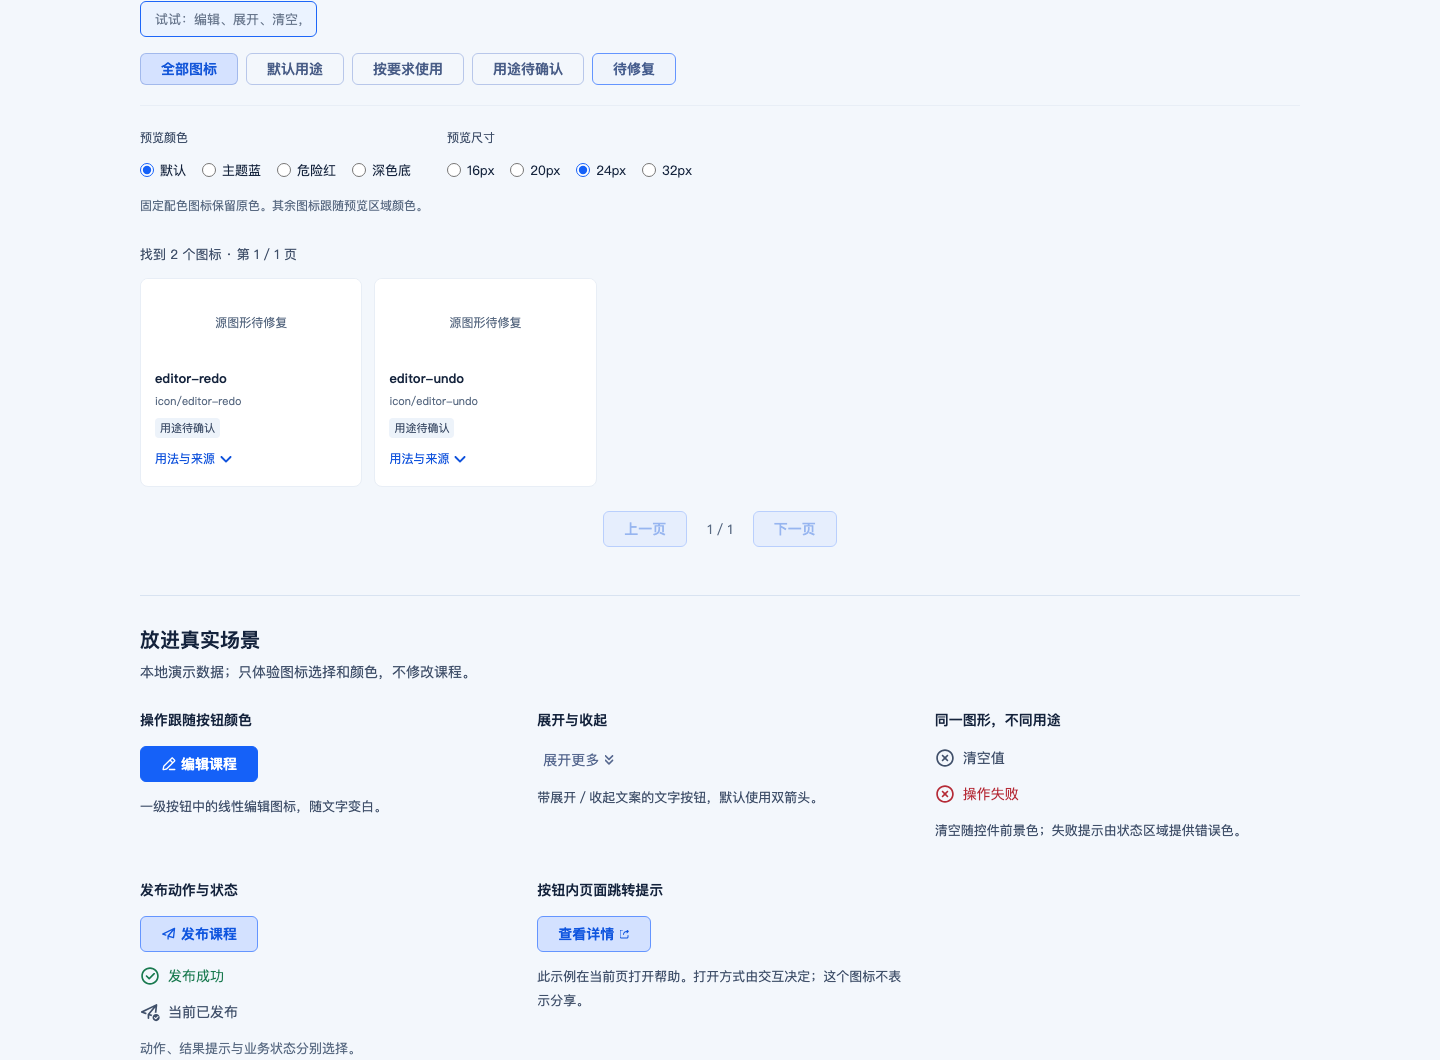 试试：编辑、展开、清空，
全部图标 默认用途 按要求使用 用途待确认 待修复
预览颜色 预览尺寸
默认 主题蓝 危险红 深色底 16px 20px 24px 32px
固定配色图标保留原色。其余图标跟随预览区域颜色。
找到 2 个图标 · 第 1 / 1 页
源图形待修复 源图形待修复
editor-redo editor-undo
icon/editor-redo icon/editor-undo
用途待确认 用途待确认
用法与来源 用法与来源
上一页 1 / 1 下一页
放进真实场景
本地演示数据；只体验图标选择和颜色，不修改课程。
操作跟随按钮颜色 展开与收起 同一图形，不同用途
编辑课程 展开更多 清空值
操作失败
一级按钮中的线性编辑图标，随文字变白。 带展开 / 收起文案的文字按钮，默认使用双箭头。
清空随控件前景色；失败提示由状态区域提供错误色。
发布动作与状态 按钮内页面跳转提示
发布课程 查看详情
发布成功 此示例在当前页打开帮助。打开方式由交互决定；这个图标不表
示分享。
当前已发布
动作、结果提示与业务状态分别选择。